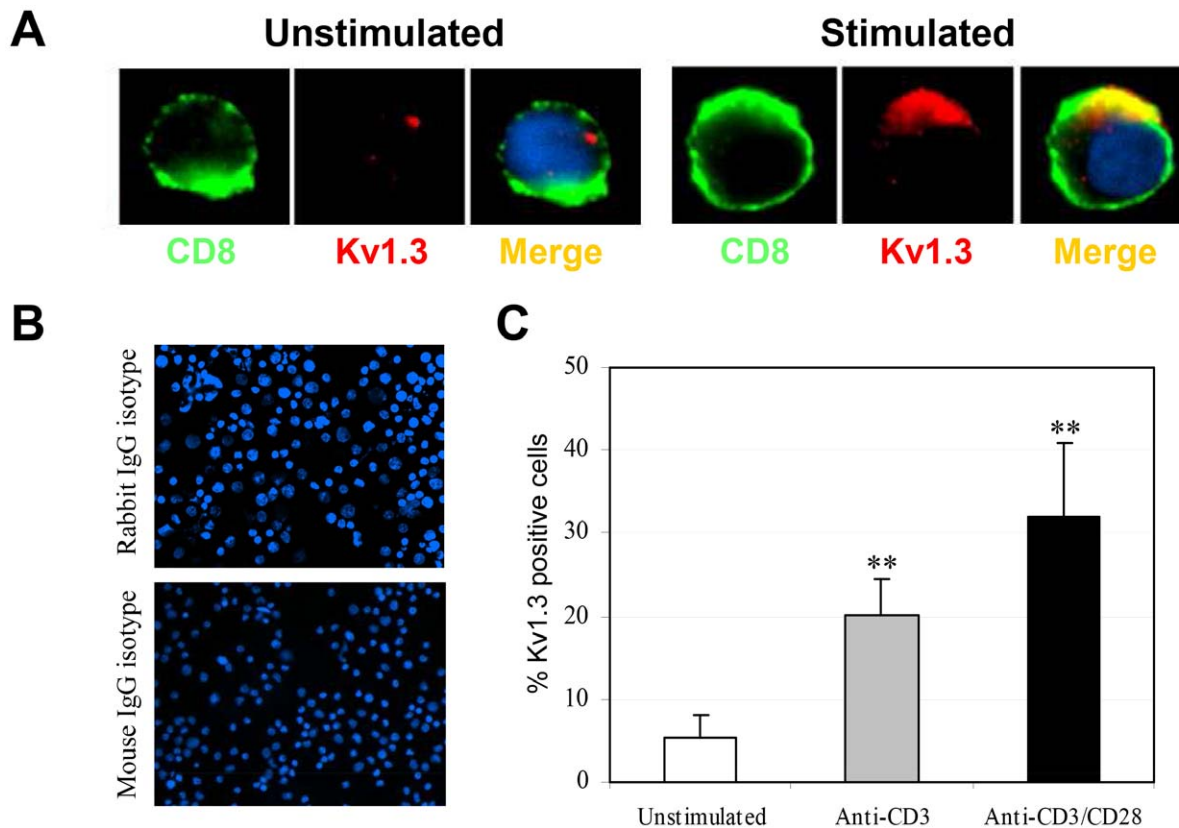 A
Unstimulated
Stimulated
CD8
Kv1.3
Merge
CD8
Kv1.3
Merge
B
Rabbit IgG isotype
Mouse IgG isotype
C
% Kv1.3 positive cells
50
40
30
20
10
0
**
**
Unstimulated
Anti-CD3
Anti-CD3/CD28